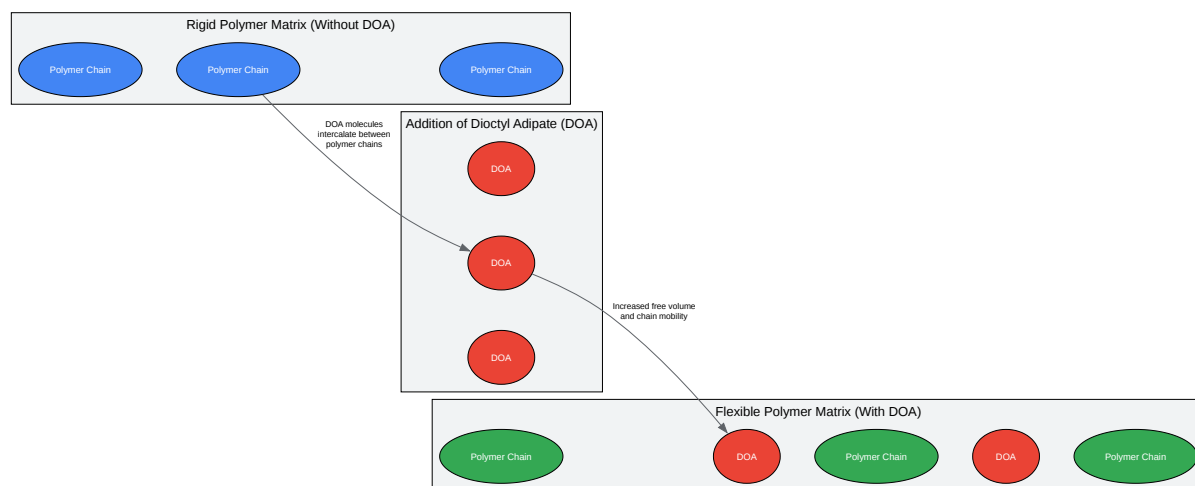 Rigid Polymer Matrix (Without DOA)
Polymer Chain
Polymer Chain
Polymer Chain
DOA molecules
intercalate between
polymer chains
Addition of Dioctyl Adipate (DOA)
DOA
DOA
DOA
Increased free volume
and chain mobility
Flexible Polymer Matrix (With DOA)
Polymer Chain
DOA
Polymer Chain
DOA
Polymer Chain